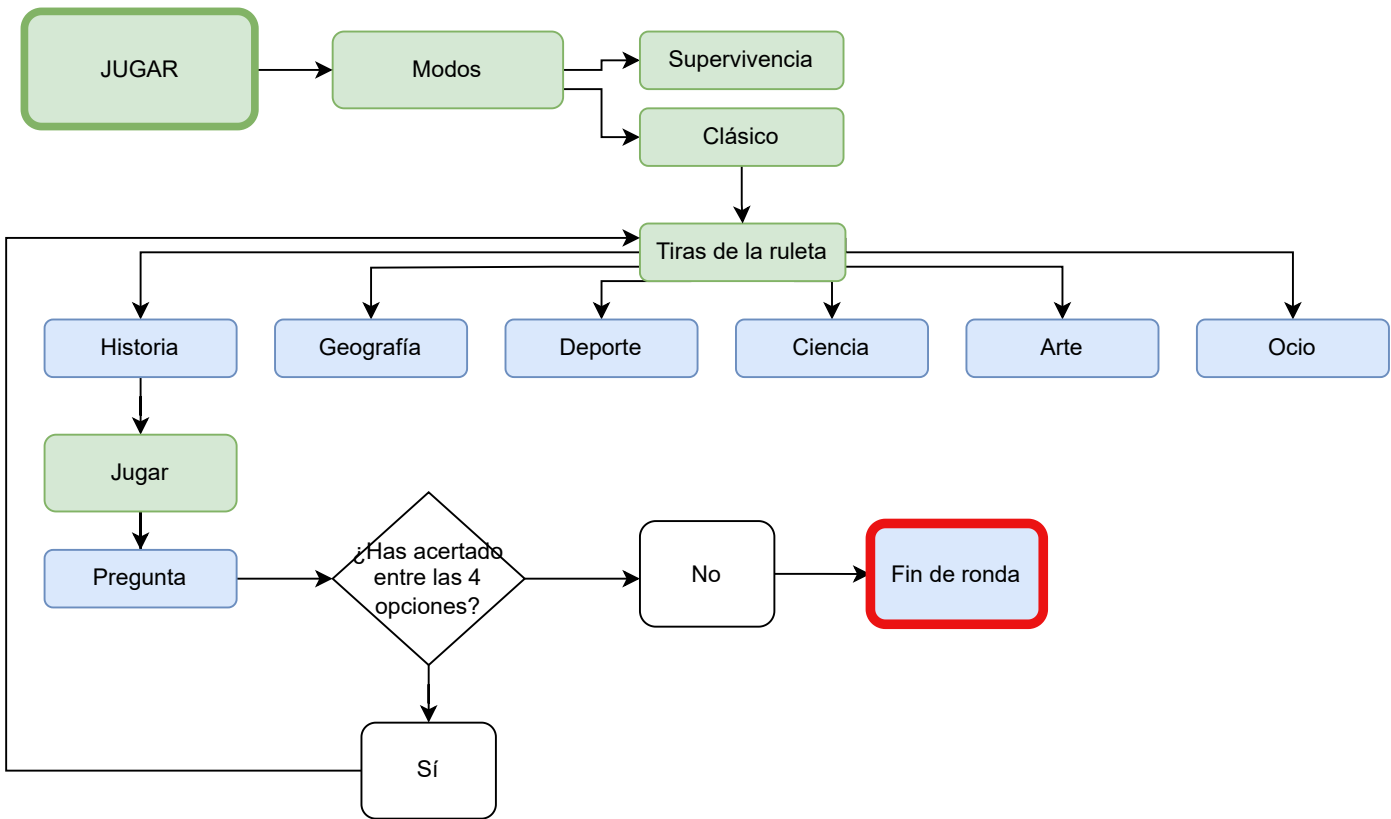 JUGAR
Modos
Supervivencia
Clásico
Tiras de la ruleta
Historia
Geografía
Deporte
Ciencia
Arte
Ocio
Jugar
Pregunta
¿Has acertado
entre las 4
opciones?
No
Fin de ronda
Sí